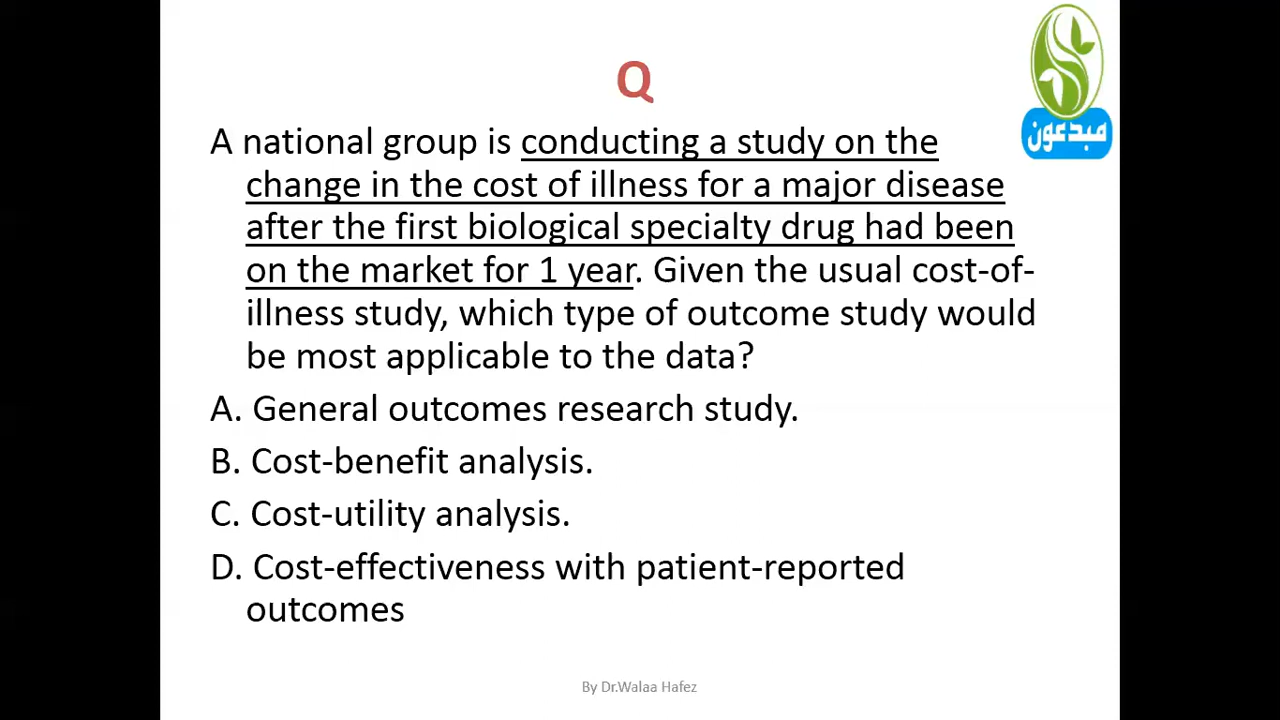 Q
مبدعون
A national group is conducting a study on the
change in the cost of illness for a major disease
after the first biological specialty drug had been
on the market for 1 year. Given the usual cost-of-
illness study, which type of outcome study would
be most applicable to the data?
A. General outcomes research study.
B. Cost-benefit analysis.
C. Cost-utility analysis.
D. Cost-effectiveness with patient-reported
outcomes
By Dr.Walaa Hafez